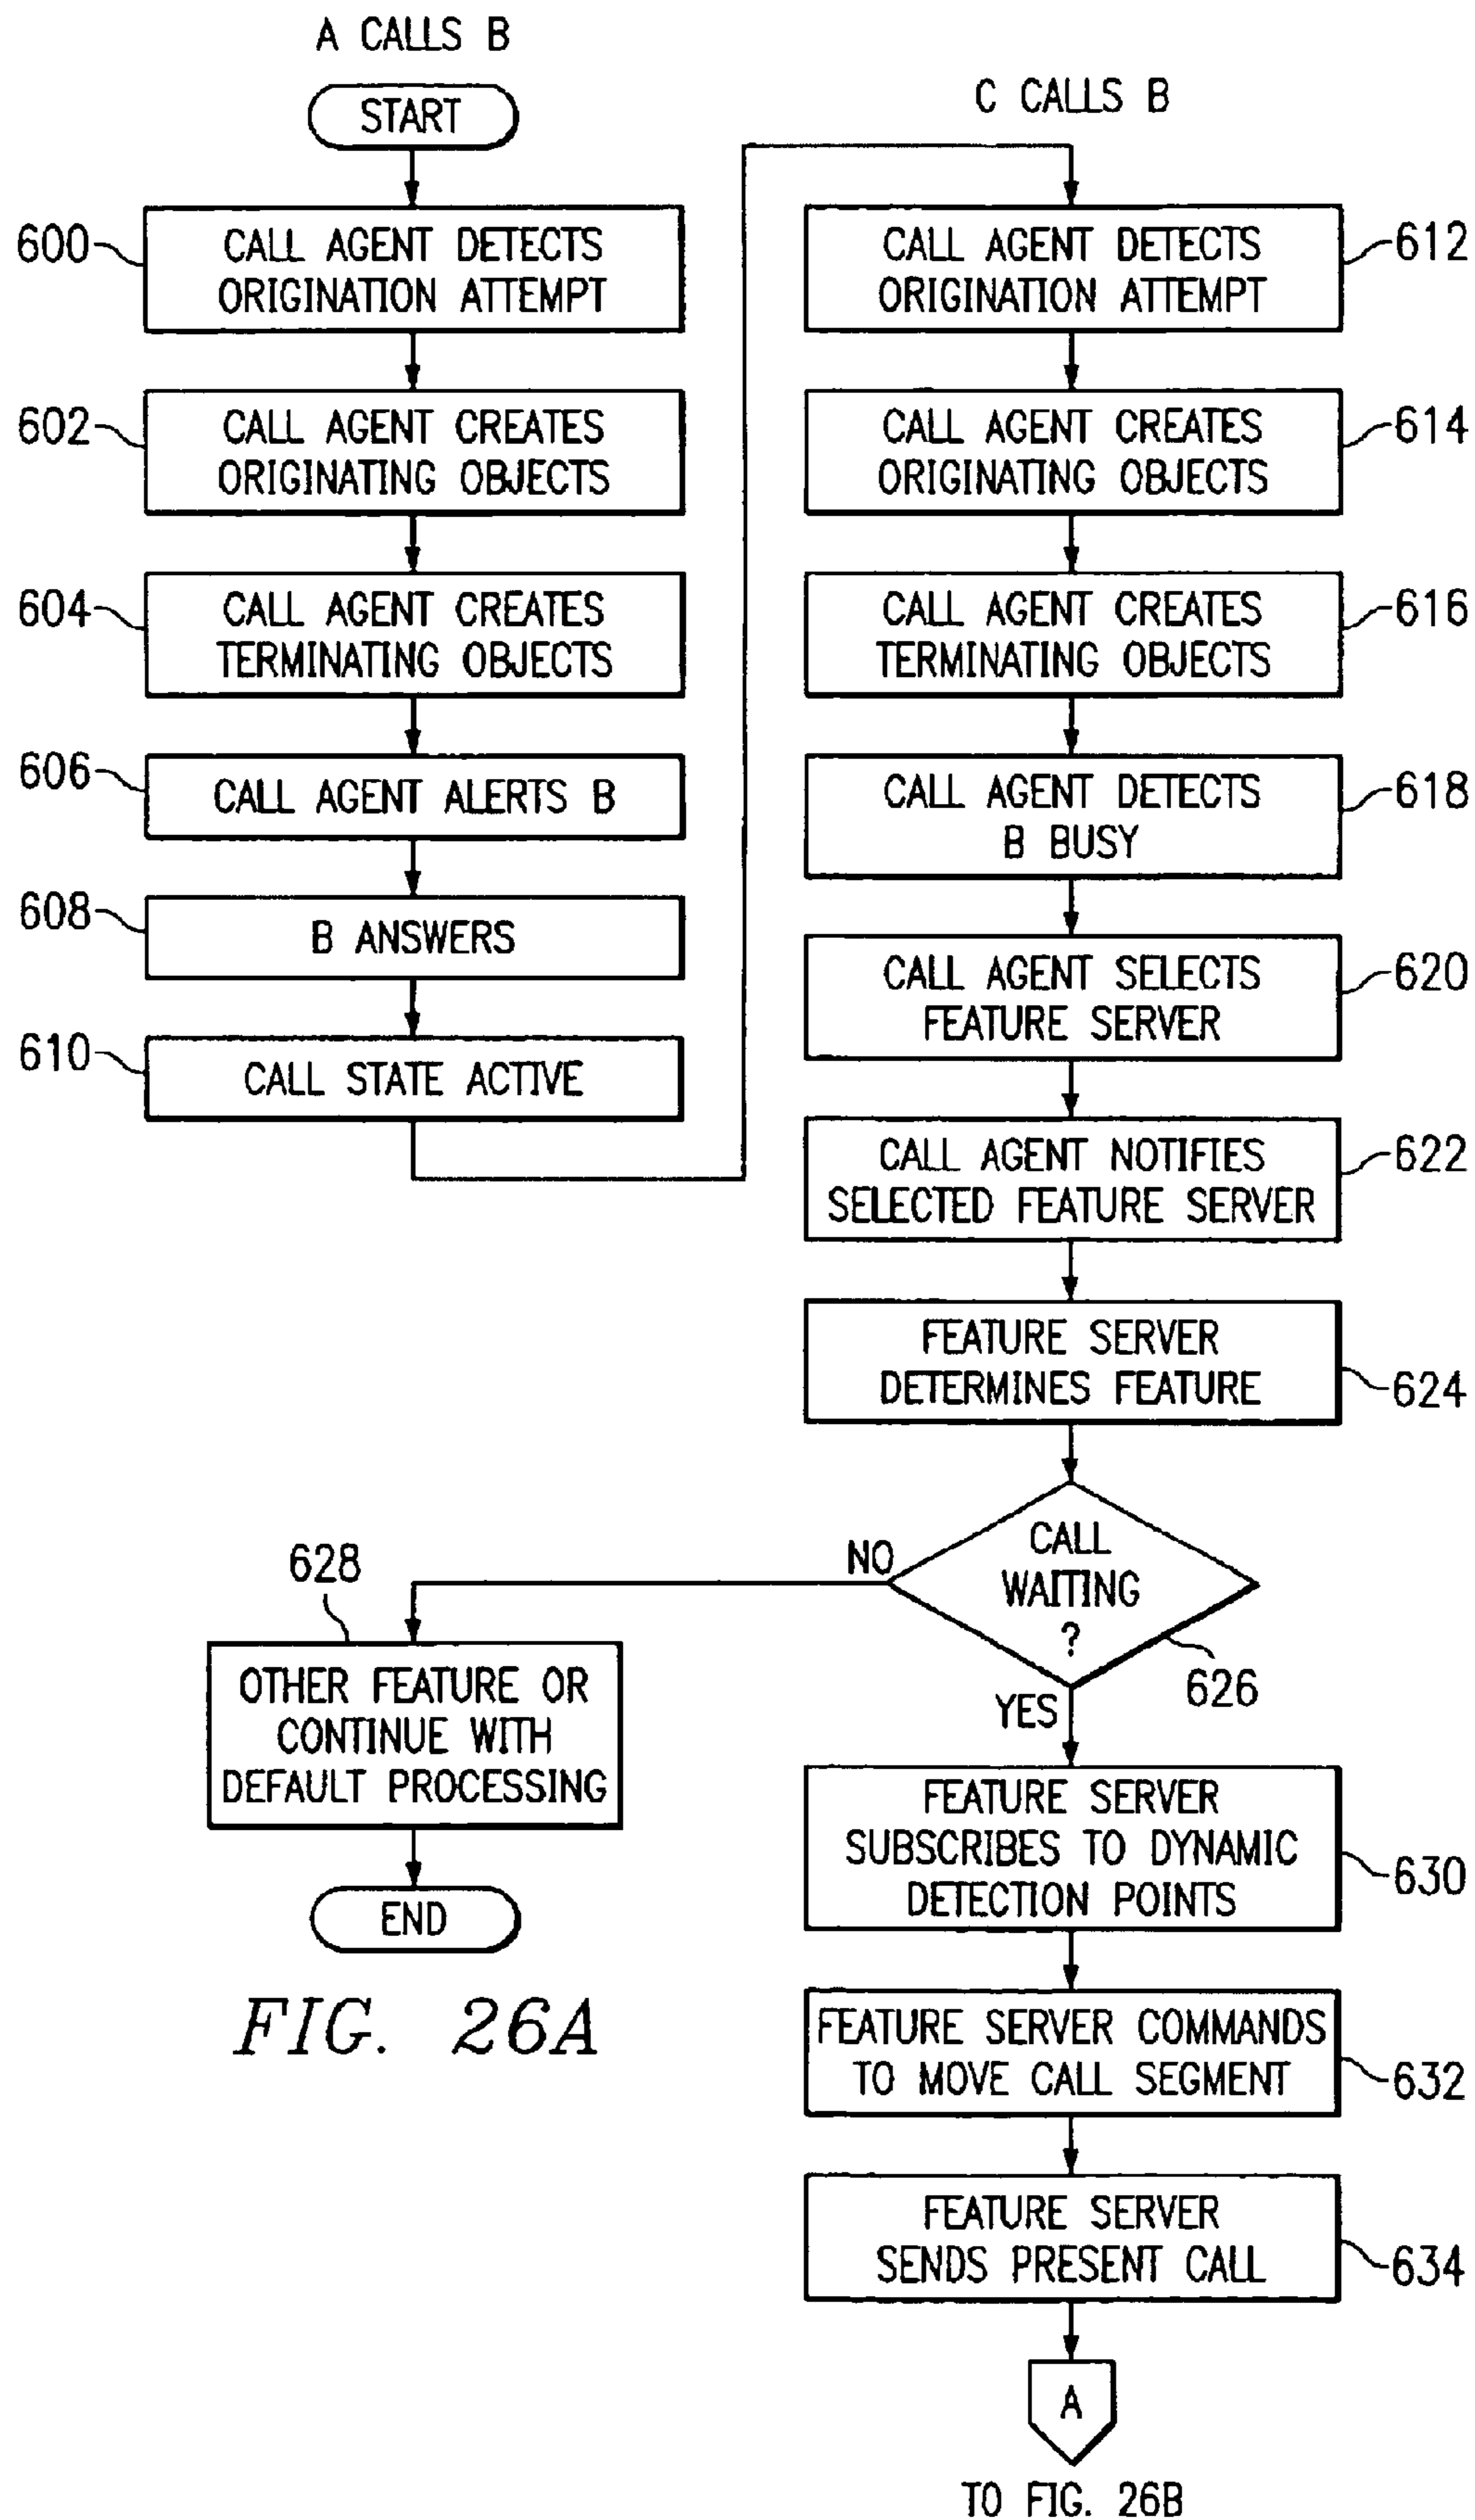 A CALLS B
START
600
CALL AGENT DETECTS
ORIGINATION ATTEMPT
602
CALL AGENT CREATES
ORIGINATING OBJECTS
604
CALL AGENT CREATES
TERMINATING OBJECTS
606
CALL AGENT ALERTS B
608
B ANSWERS
610
CALL STATE ACTIVE
C CALLS B
CALL AGENT DETECTS
ORIGINATION ATTEMPT
612
CALL AGENT CREATES
ORIGINATING OBJECTS
614
CALL AGENT CREATES
TERMINATING OBJECTS
616
CALL AGENT DETECTS
B BUSY
618
CALL AGENT SELECTS
FEATURE SERVER
620
CALL AGENT NOTIFIES
SELECTED FEATURE SERVER
622
FEATURE SERVER
DETERMINES FEATURE
624
CALL
WAITING
?
626
NO
628
OTHER FEATURE OR
CONTINUE WITH
DEFAULT PROCESSING
END
YES
FEATURE SERVER
SUBSCRIBES TO DYNAMIC
DETECTION POINTS
630
FEATURE SERVER COMMANDS
TO MOVE CALL SEGMENT
632
FEATURE SERVER
SENDS PRESENT CALL
634
A
TO FIG. 26B
FIG. 26A